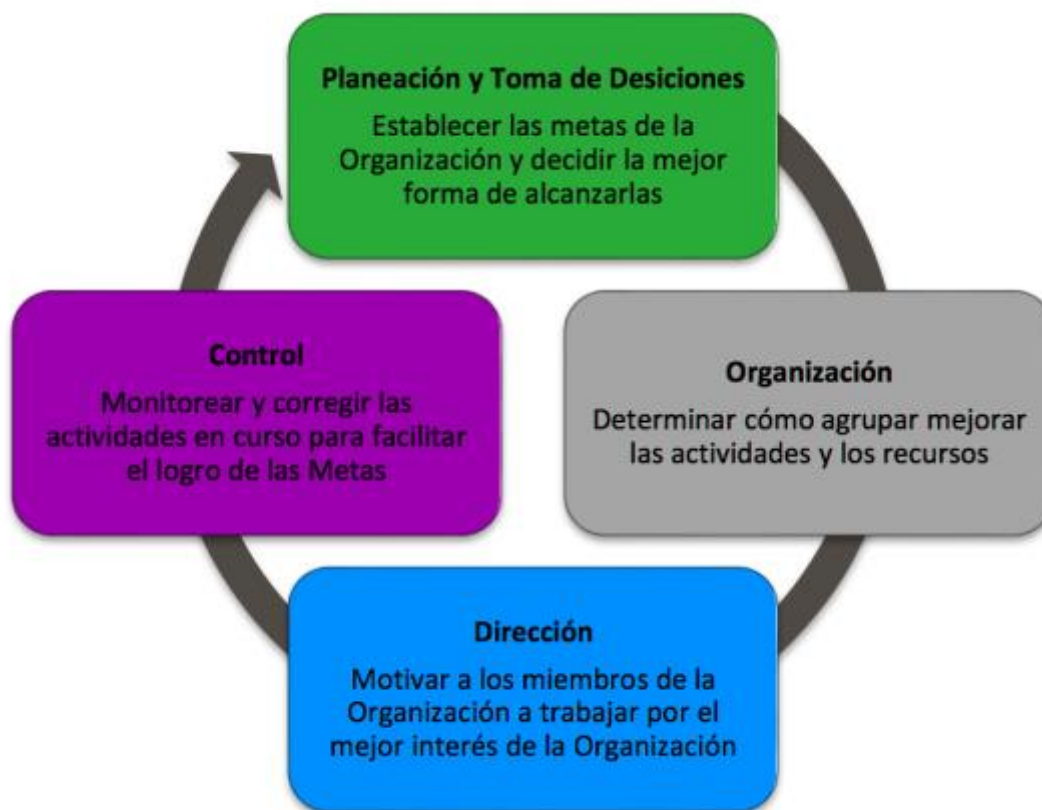 Planeación y Toma de Desiciones
Establecer las metas de la
Organización y decidir la mejor
forma de alcanzarlas
Organización
Determinar cómo agrupar mejorar
las actividades y los recursos
Dirección
Motivar a los miembros de la
Organización a trabajar por el
mejor interés de la Organización
Control
Monitorear y corregir las
actividades en curso para facilitar
el logro de las Metas